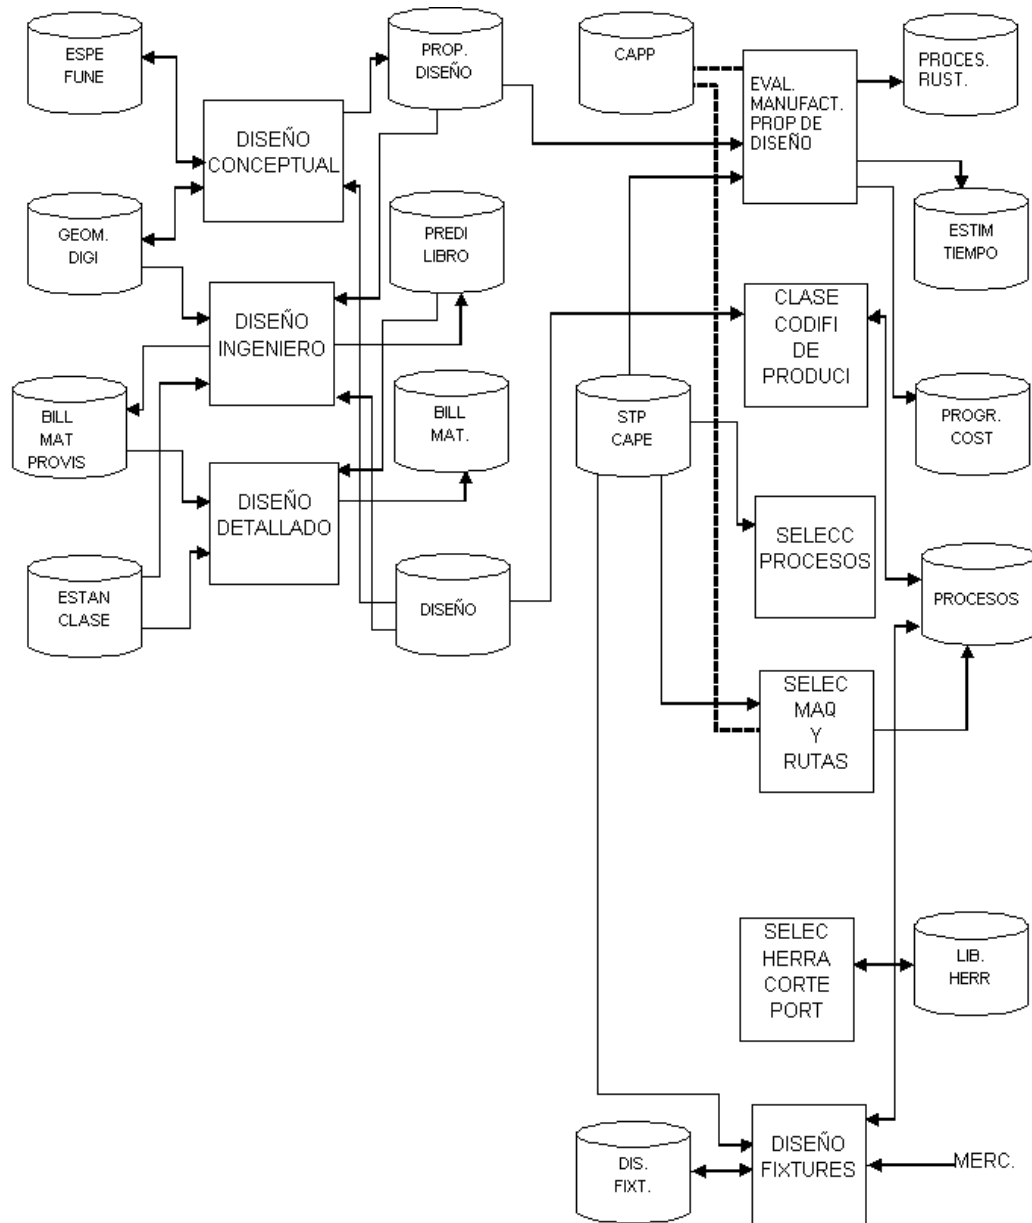 ESPE
FUNE
PROP.
DISEÑO
CAPP
EVAL.
MANUFACT.
PROP DE
DISEÑO
PROCES.
RUST.
DISEÑO
CONCEPTUAL
GEOM.
DIGI
PREDI
LIBRO
ESTIM
TIEMPO
DISEÑO
INGENIERO
CLASE
CODIFI
DE
PRODUCI
BILL
MAT
PROVIS
BILL
MAT.
STP
CAPE
PROGR.
COST
DISEÑO
DETALLADO
SELECC
PROCESOS
ESTAN
CLASE
DISEÑO
PROCESOS
SELEC
MAQ
Y
RUTAS
SELEC
HERRA
CORTE
PORT
LIB.
HERR
DIS.
FIXT.
DISEÑO
FIXTURES
MERC.